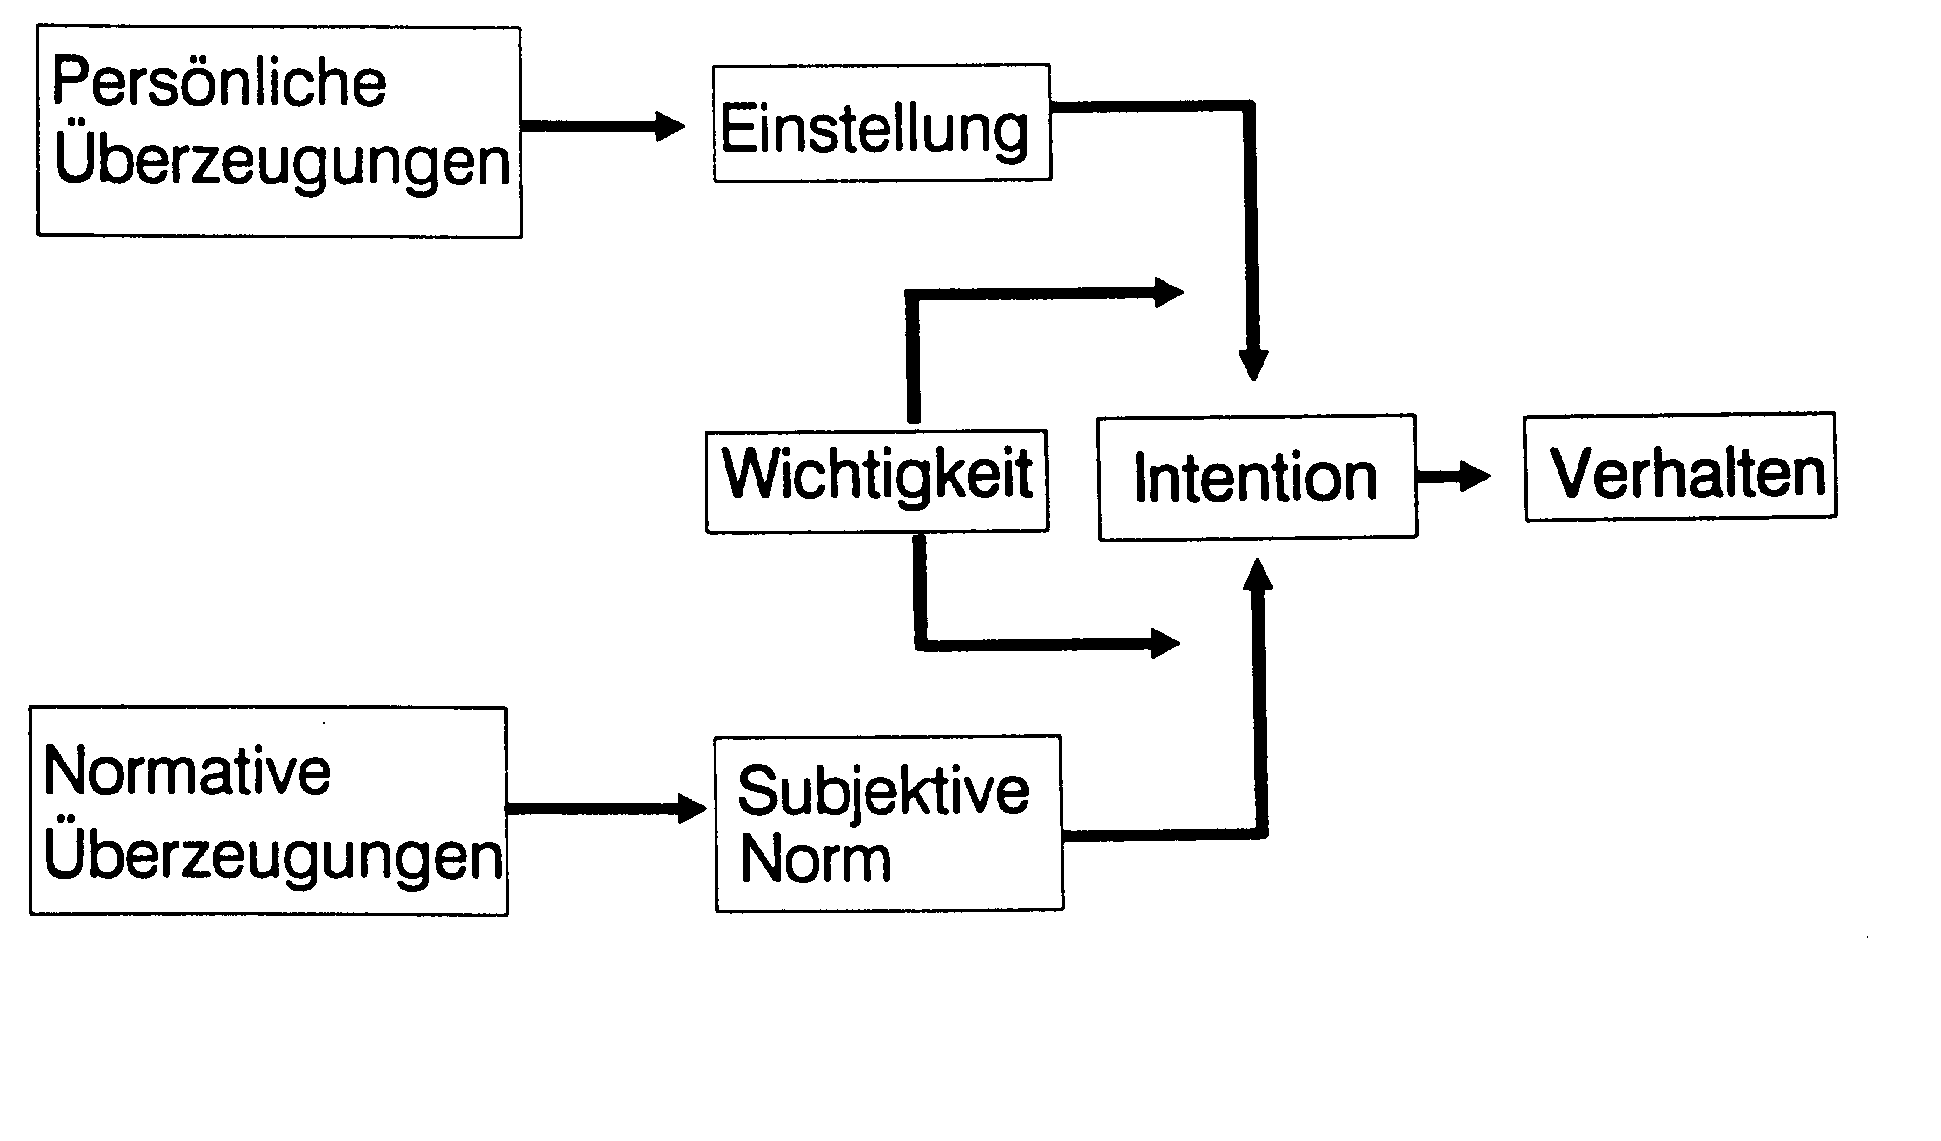 Persönliche
Überzeugungen
Einstellung
Wichtigkeit
Intention
Verhalten
Normative
Überzeugungen
Subjektive
Norm